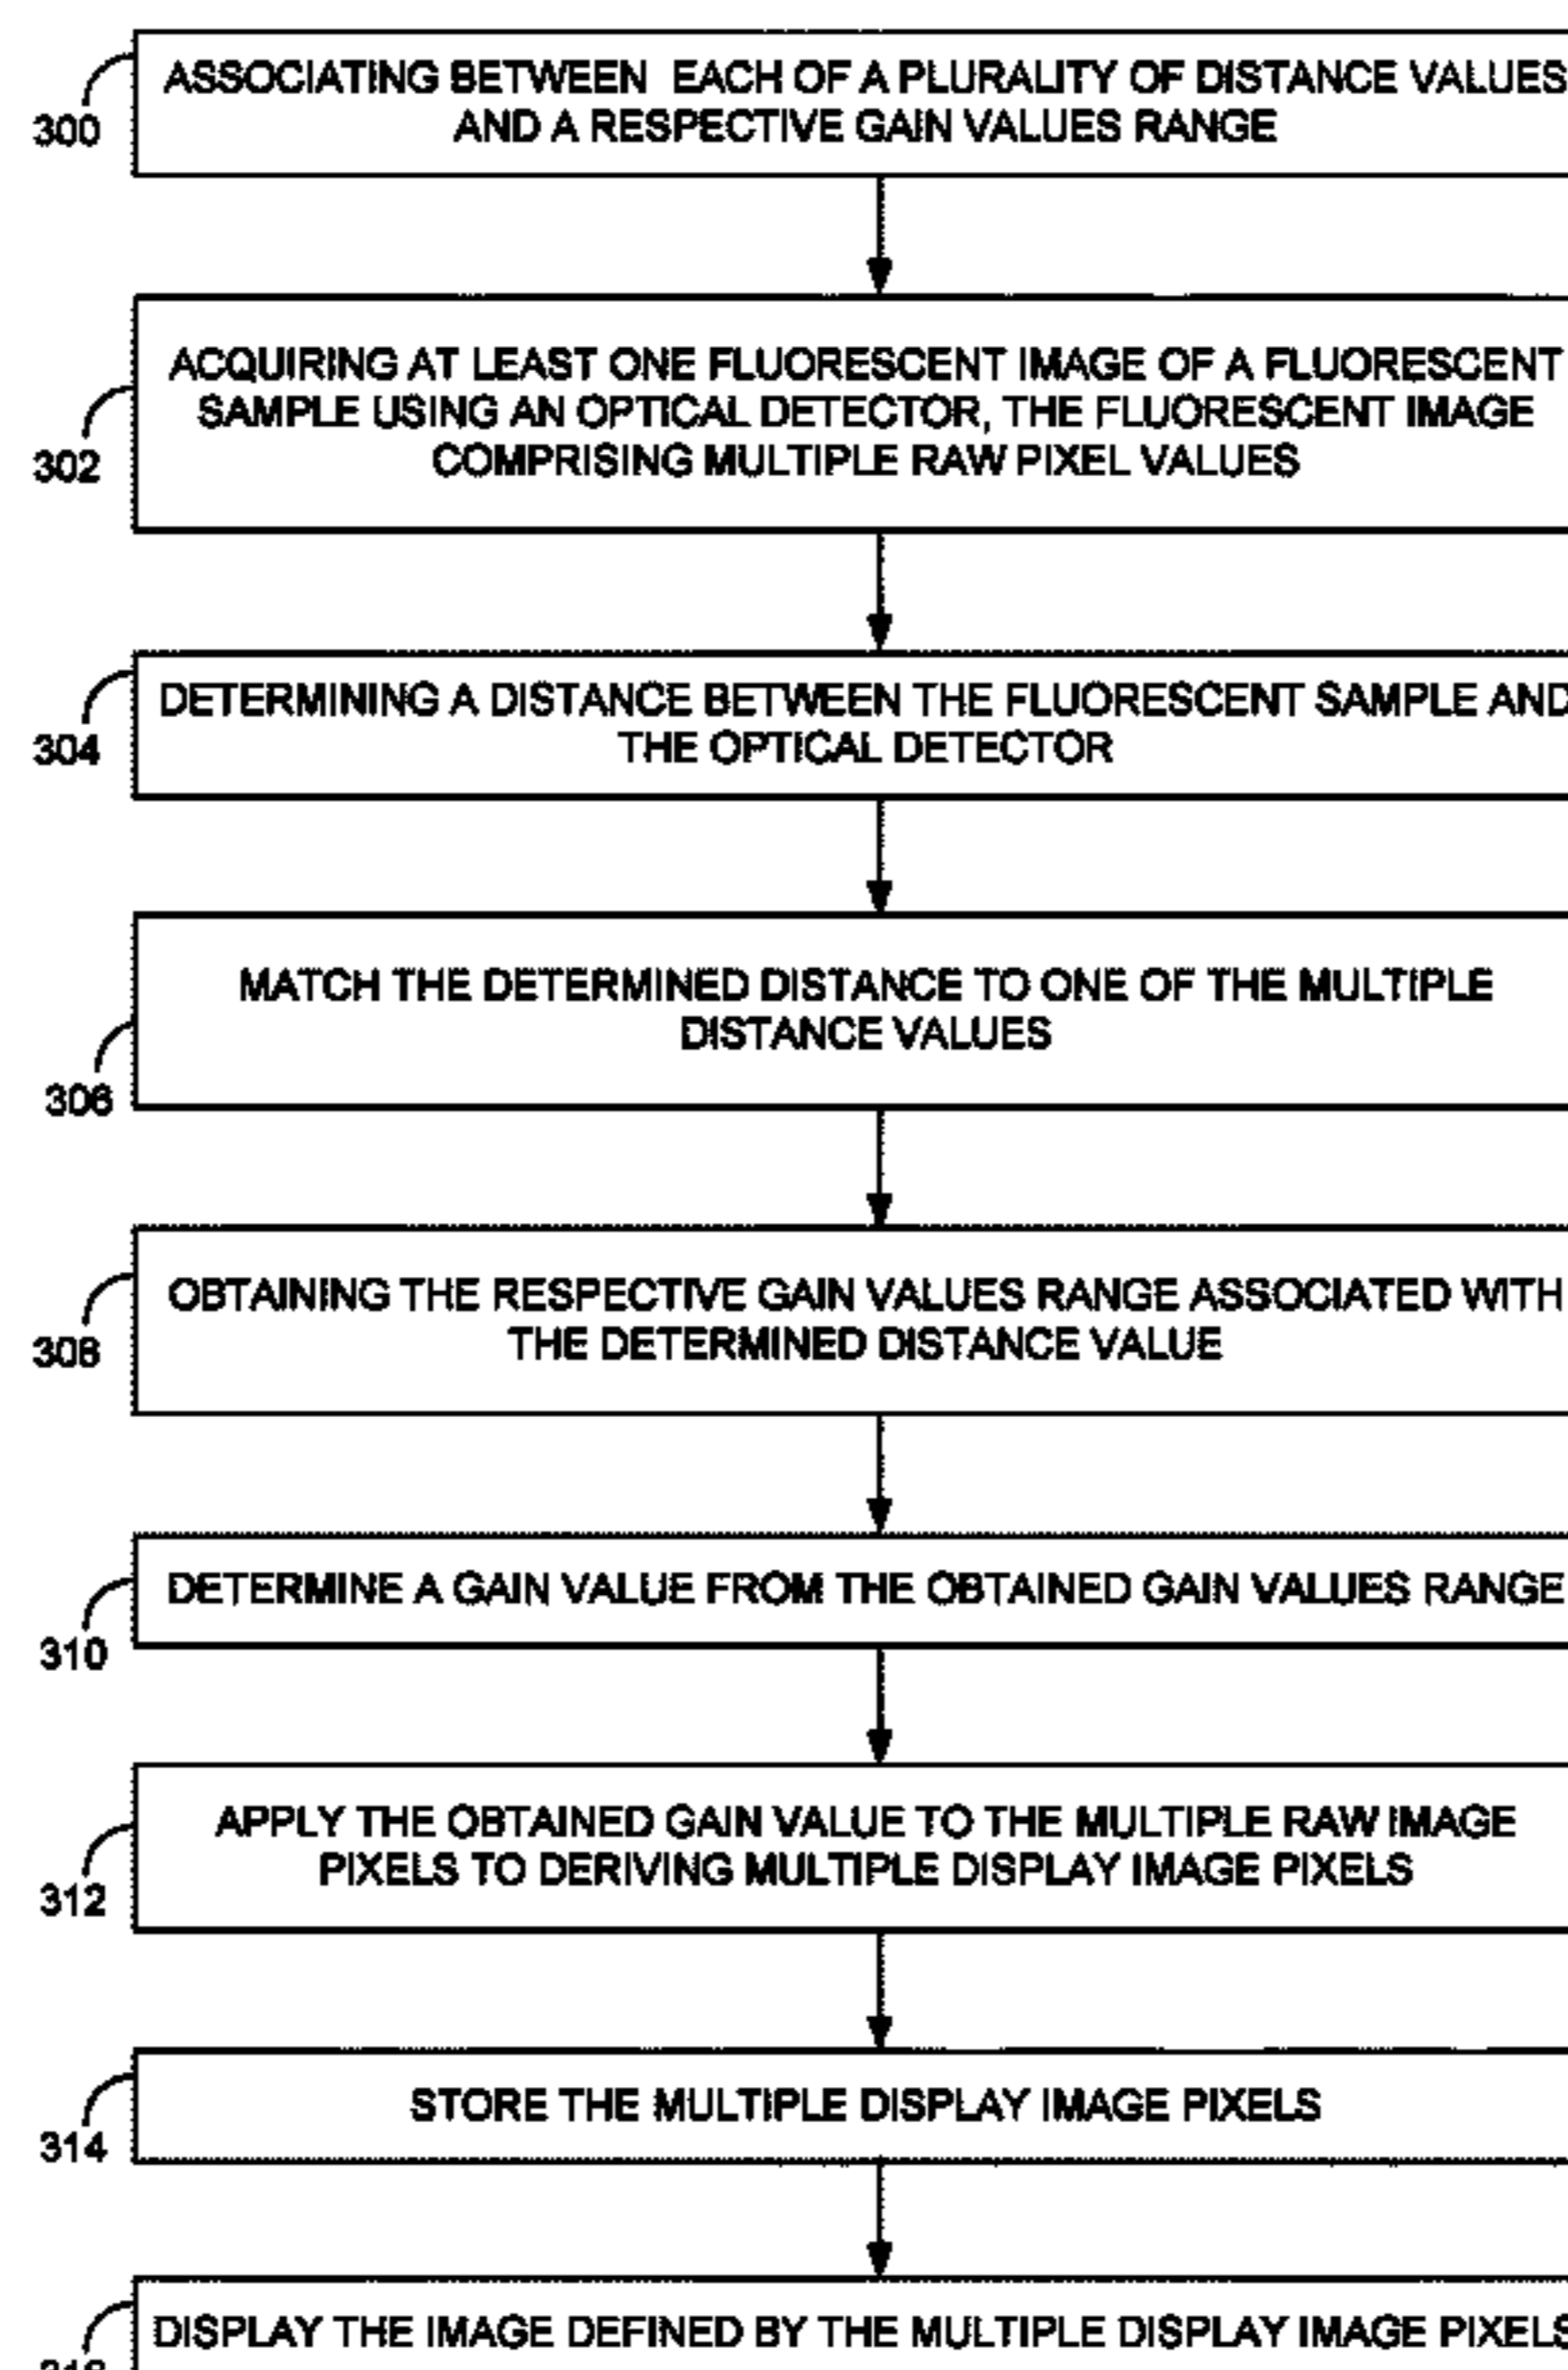 ASSOCIATING BETWEEN EACH OF A PLURALITY OF DISTANCE VALUES
AND A RESPECTIVE GAIN VALUES RANGE
300
ACQUIRING AT LEAST ONE FLUORESCENT IMAGE OF A FLUORESCENT
SAMPLE USING AN OPTICAL DETECTOR, THE FLUORESCENT IMAGE
COMPRISING MULTIPLE RAW PIXEL VALUES
302
DETERMINING A DISTANCE BETWEEN THE FLUORESCENT SAMPLE AND
THE OPTICAL DETECTOR
304
MATCH THE DETERMINED DISTANCE TO ONE OF THE MULTIPLE
DISTANCE VALUES
306
OBTAINING THE RESPECTIVE GAIN VALUES RANGE ASSOCIATED WITH
THE DETERMINED DISTANCE VALUE
308
DETERMINE A GAIN VALUE FROM THE OBTAINED GAIN VALUES RANGE
310
APPLY THE OBTAINED GAIN VALUE TO THE MULTIPLE RAW IMAGE
PIXELS TO DERIVING MULTIPLE DISPLAY IMAGE PIXELS
312
STORE THE MULTIPLE DISPLAY IMAGE PIXELS
314
DISPLAY THE IMAGE DEFINED BY THE MULTIPLE DISPLAY IMAGE PIXELS